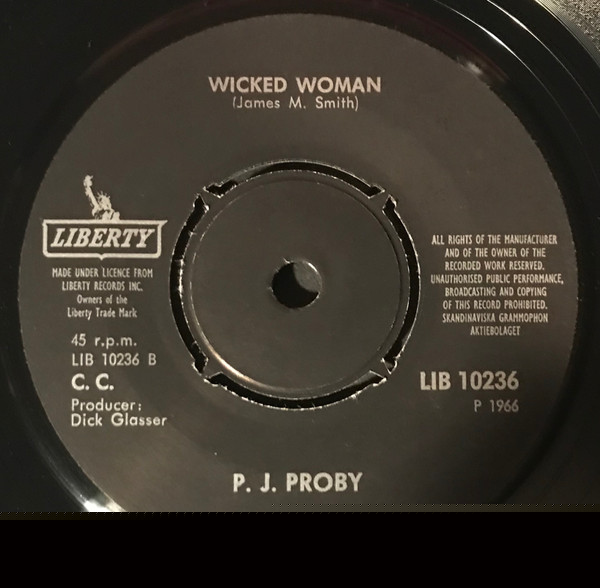 WICKED WOMAN
(James M. Smith)
LIBERTY
MADE UNDER LICENCE FROM
LIBERTY RECORDS INC.
Owners of the
Liberty Trade Mark
45 r.p.m.
LIB 10236 B
C. C.
Producer:
Dick Glasser
ALL RIGHTS OF THE MANUFACTURER
AND OF THE OWNER OF THE
RECORDED WORK RESERVED.
UNAUTHORISED PUBLIC PERFORMANCE,
BROADCASTING AND COPYING
OF THIS RECORD PROHIBITED.
SKANDINAVISKA GRAMMOPHON
AKTIEBOLAGET
LIB 10236
P 1966
P. J. PROBY